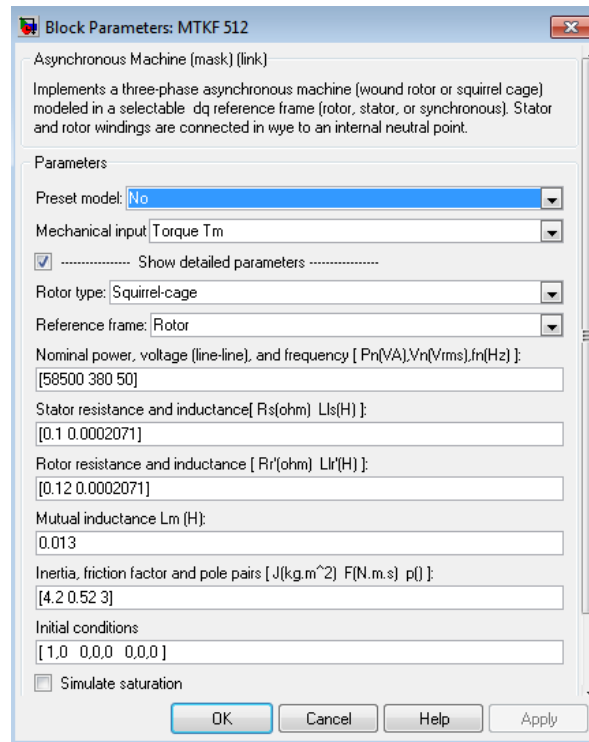 Block Parameters: MTKF 512
Asynchronous Machine (mask) (link)
Implements a three-phase asynchronous machine (wound rotor or squirrel cage)
modeled in a selectable dq reference frame (rotor, stator, or synchronous). Stator
and rotor windings are connected in wye to an internal neutral point.
Parameters
Preset model: No
Mechanical input Torque Tm
---------------- Show detailed parameters ----------------
Rotor type: Squirrel-cage
Reference frame: Rotor
Nominal power, voltage (line-line), and frequency [ Pn(VA),Vn(Vrms),fn(Hz) ]:
[58500 380 50]
Stator resistance and inductance[ Rs(ohm) Lls(H) ]:
[0.1 0.0002071]
Rotor resistance and inductance [ Rr'(ohm) Llr'(H) ]:
[0.12 0.0002071]
Mutual inductance Lm (H):
0.013
Inertia, friction factor and pole pairs [ J(kg.m^2) F(N.m.s) p() ]:
[4.2 0.52 3]
Initial conditions
[ 1,0 0,0,0 0,0,0 ]
Simulate saturation
OK Cancel Help Apply